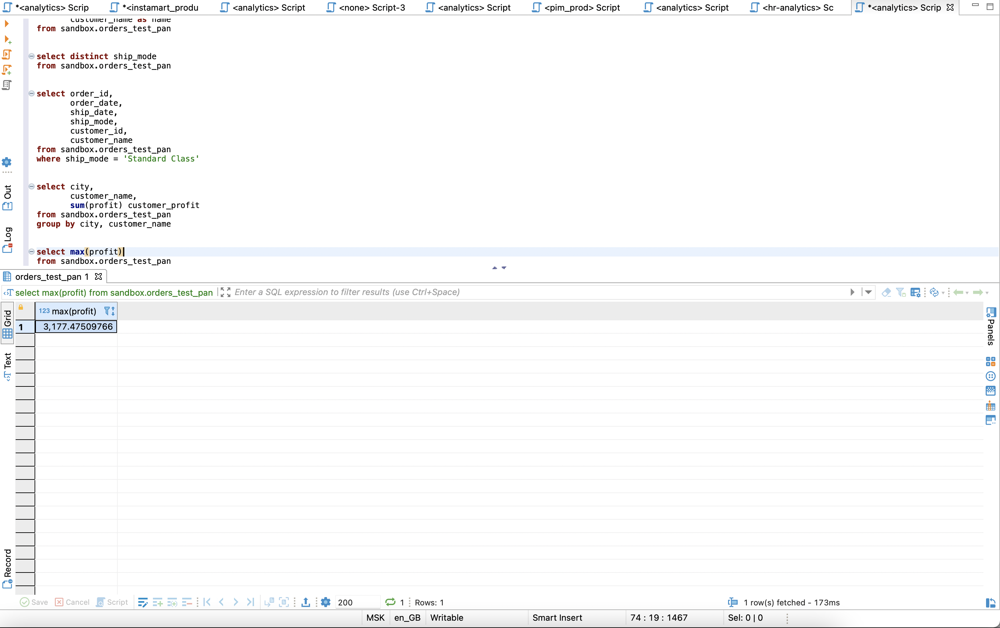 *<analytics> Scrip
*<instamart_produ
<analytics> Script
<none> Script-3
<analytics> Script
<pim_prod> Script
<analytics> Script
<hr-analytics> Sc
*<analytics> Scrip
customer_name as name
from sandbox.orders_test_pan
select distinct ship_mode
from sandbox.orders_test_pan
select order_id,
order_date,
ship_date,
ship_mode,
customer_id,
customer_name
from sandbox.orders_test_pan
where ship_mode = 'Standard Class'
select city,
customer_name,
sum(profit) customer_profit
from sandbox.orders_test_pan
group by city, customer_name
select max(profit)
from sandbox.orders_test_pan
Out
Log
orders_test_pan 1
select max(profit) from sandbox.orders_test_pan
Enter a SQL expression to filter results (use Ctrl+Space)
Grid
Text
Record
Panels
123 max(profit)
1 3,177.47509766
Save Cancel Script 200 1 Rows: 1 1 row(s) fetched - 173ms
MSK en_GB Writable Smart Insert 74 : 19 : 1467 Sel: 0 | 0